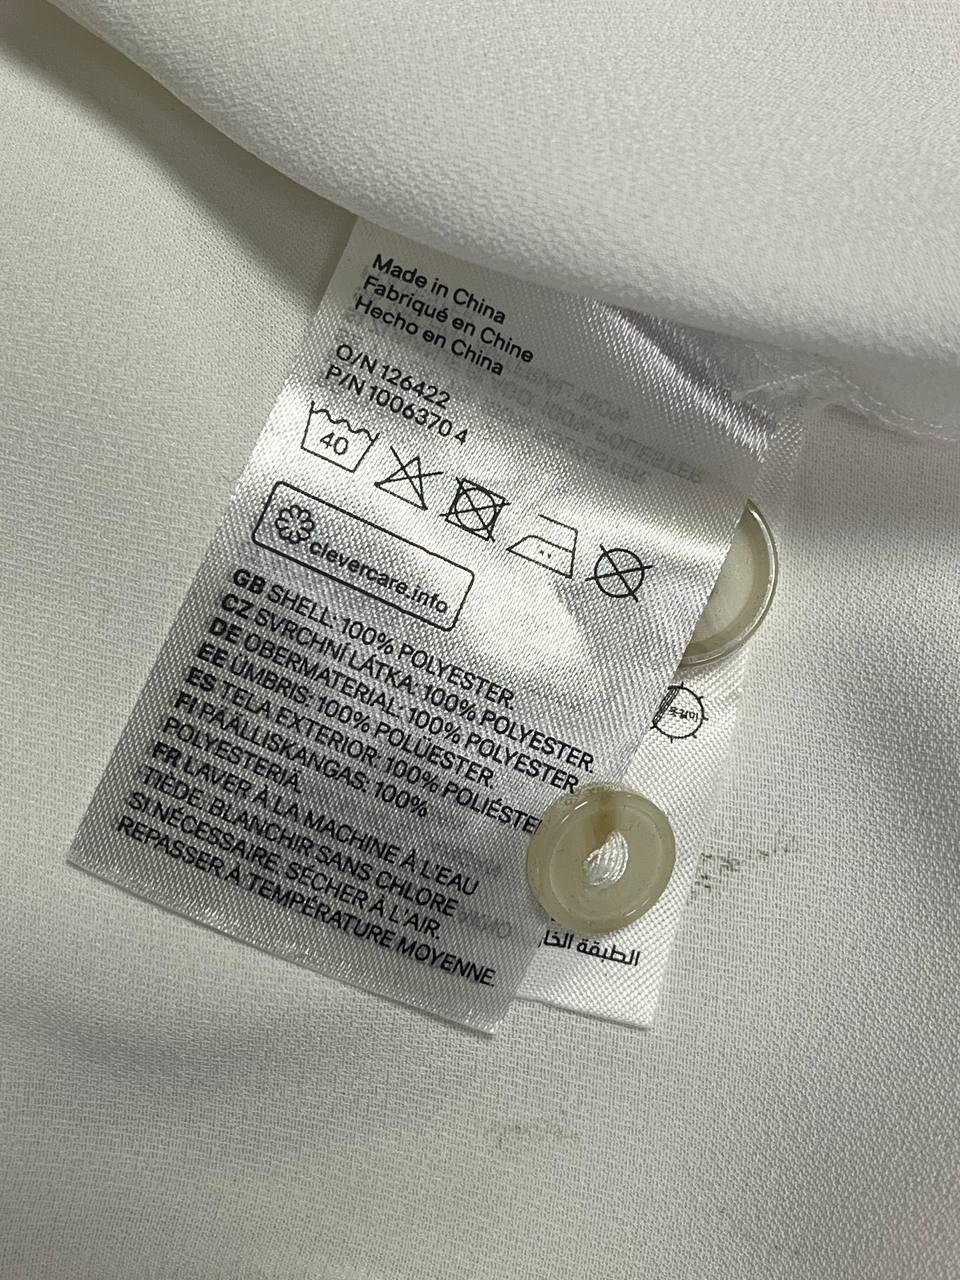 Made in China
Fabriqué en Chine
Hecho en China
O/N 126422
P/N 1006370 4
40
clevercare.info
GB SHELL: 100% POLYESTER.
CZ SVRCHNÍ LÁTKA: 100% POLYESTER.
DE OBERMATERIAL: 100% POLYESTER.
EE ÜMBRIS: 100% POLÜESTER.
ES TELA EXTERIOR: 100% POLIÉSTER
FI PÄÄLLISKANGAS: 100%
POLYESTERIÄ.
FR LAVER À LA MACHINE À L'EAU
TIÈDE. BLANCHIR SANS CHLORE
SI NÉCESSAIRE. SÉCHER À L'AIR.
REPASSER À TEMPÉRATURE MOYENNE.
الطبقة